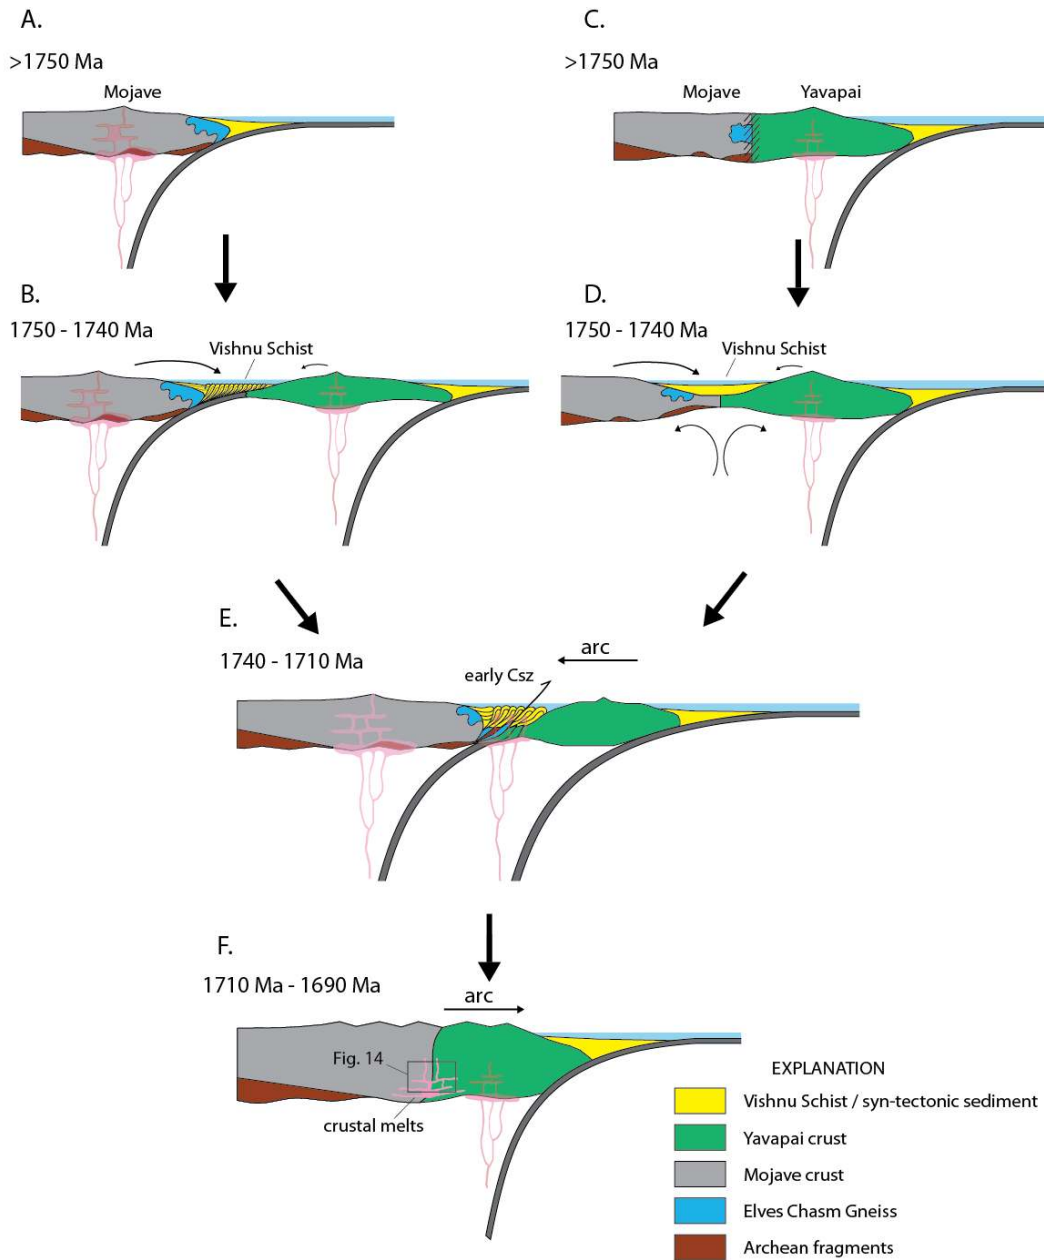 A.
>1750 Ma
Mojave
C.
>1750 Ma
Mojave
Yavapai
B.
1750 - 1740 Ma
Vishnu Schist
D.
1750 - 1740 Ma
Vishnu Schist
E.
1740 - 1710 Ma
arc
early Csz
F.
1710 Ma - 1690 Ma
arc
Fig. 14
crustal melts
EXPLANATION
Vishnu Schist / syn-tectonic sediment
Yavapai crust
Mojave crust
Elves Chasm Gneiss
Archean fragments